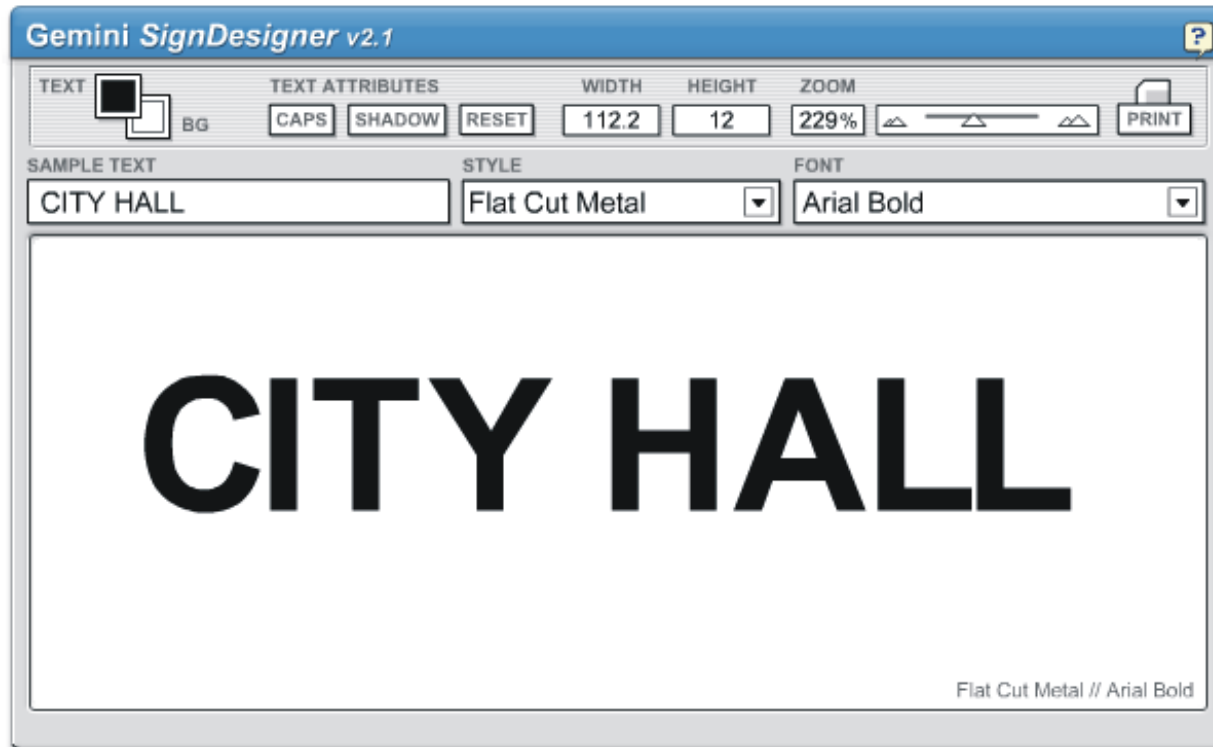 Gemini SignDesigner v2.1
?
TEXT
BG
TEXT ATTRIBUTES
CAPS SHADOW RESET
WIDTH HEIGHT ZOOM
112.2 12 229%
PRINT
SAMPLE TEXT STYLE FONT
CITY HALL Flat Cut Metal Arial Bold
CITY HALL
Flat Cut Metal // Arial Bold